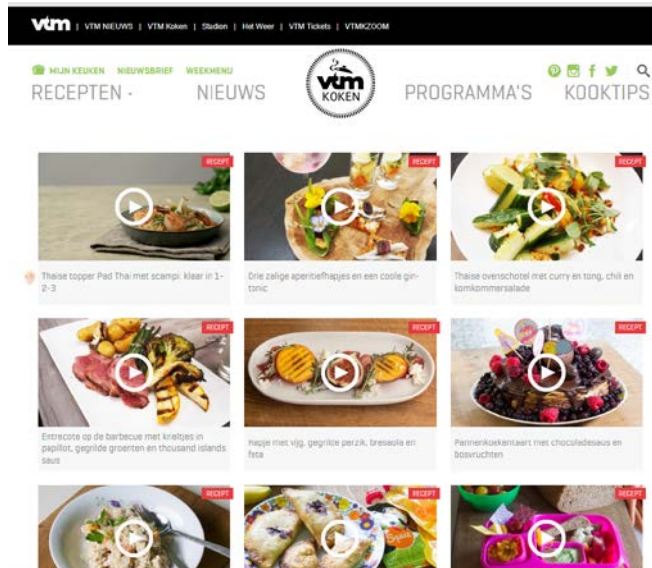 vtm | VTM NIEUWS | VTM Koken | Stadion | Het Weer | VTM Tickets | VTMKZOOM
MIJN KEUKEN NIEUWSBRIEF WEEKMENU
RECEPTEN - NIEUWS
vtm
KOKEN
PROGRAMMA'S KOOKTIPS
RECEPT
RECEPT
RECEPT
Thaise topper Pad Thai met scampi: klaar in 1-
2-3
Drie zalige aperitiefhapjes en een coole gin-
tonic
Thaise ovenschotel met curry en tong, chili en
komkommersalade
RECEPT
RECEPT
RECEPT
Entrecote op de barbecue met krieltjes in
papillot, gegrilde groenten en thousand islands
saus
Hapje met vijg, gegrilde perzik, bresaola en
feta
Pannenkoekentaart met chocoladesaus en
bosvruchten
RECEPT
RECEPT
RECEPT